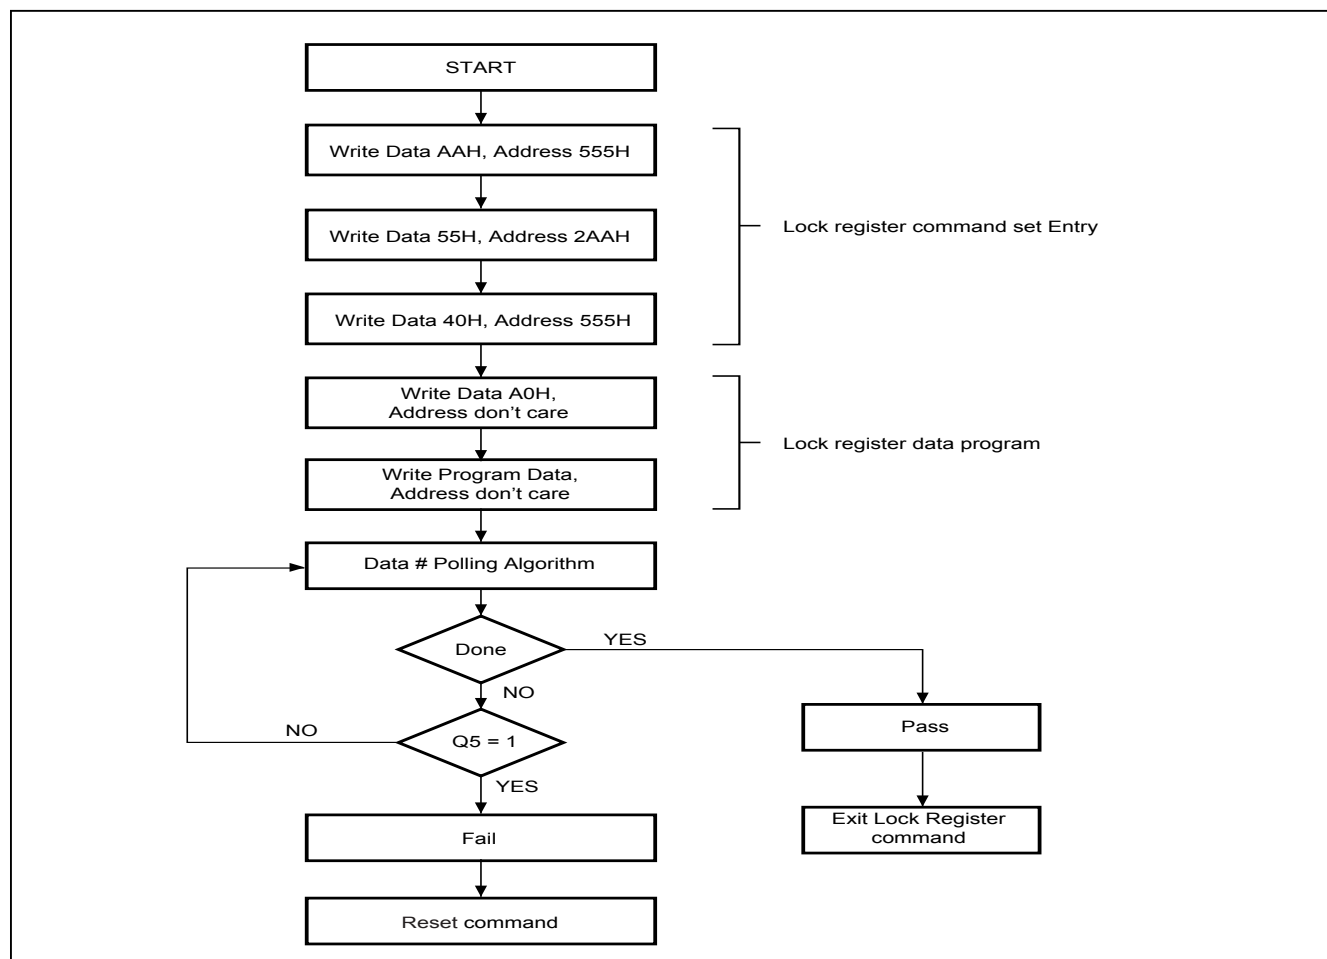 START
Write Data AAH, Address 555H
Write Data 55H, Address 2AAH
Lock register command set Entry
Write Data 40H, Address 555H
Write Data A0H,
Address don't care
Lock register data program
Write Program Data,
Address don't care
Data # Polling Algorithm
Done
YES
NO
Q5 = 1
NO
YES
Pass
Fail
Exit Lock Register
command
Reset command